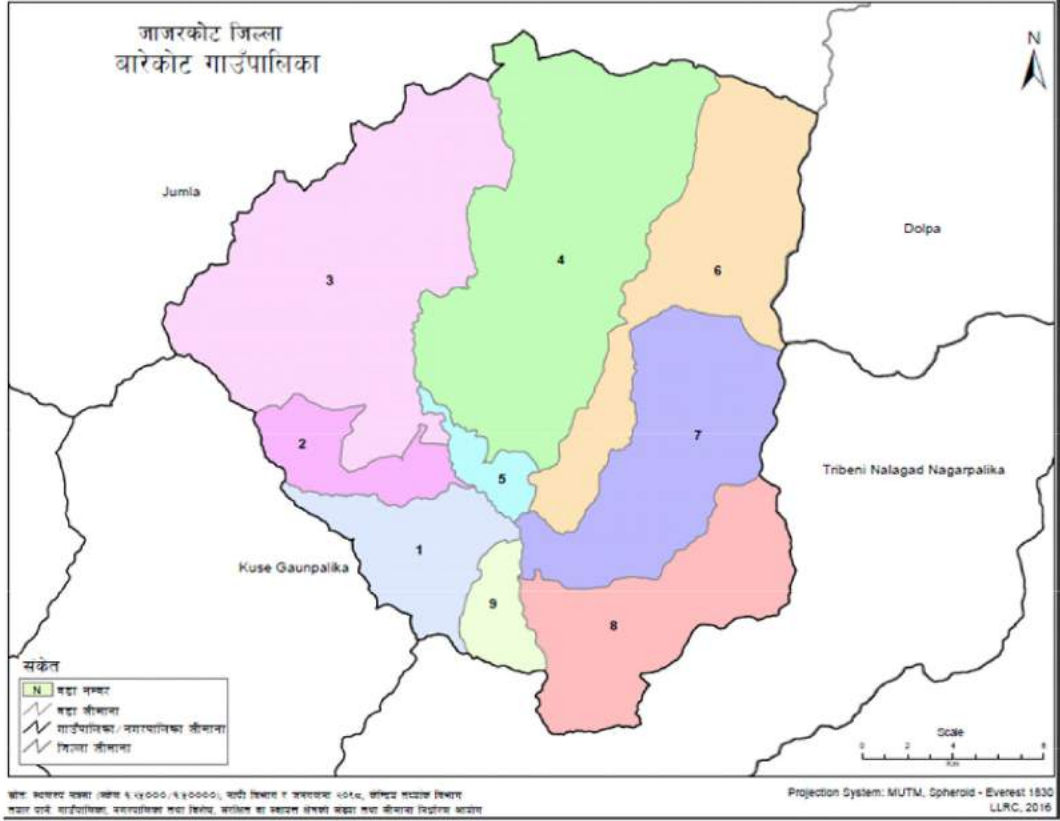 जाजरकोट जिल्ला
बारेकोट गाउँपालिका
N
Jumla
Dolpa
3
4
6
2
7
5
Tribeni Nalagad Nagarpalika
1
Kuse Gaunpalika
9
8
संकेत
N वडा नम्बर
वडा सीमाना
गाउँपालिका/नगरपालिका सीमाना
जिल्ला सीमाना
Scale
0 2 4 8
Km
Projection System: MUTM, Spheroid - Everest 1830
LLRC, 2016